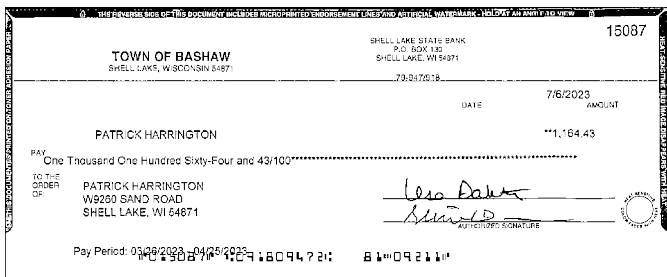 THE REVERSE SIDE OF THIS DOCUMENT INCLUDES MICROPRINTED ENDORSEMENT LINES AND ARTIFICIAL WATERMARK - HOLD AT AN ANGLE TO VIEW
15087
TOWN OF BASHAW
SHELL LAKE, WISCONSIN 54871
SHELL LAKE STATE BANK
P.O. BOX 130
SHELL LAKE, WI 54871
79-947/918
7/6/2023
DATE
AMOUNT
PATRICK HARRINGTON
**1,164.43
PAY
One Thousand One Hundred Sixty-Four and 43/100
TO THE
ORDER
OF:
PATRICK HARRINGTON
W9260 SAND ROAD
SHELL LAKE, WI 54871
AUTHORIZED SIGNATURE
Pay Period: 03/26/2023 - 04/25/2023